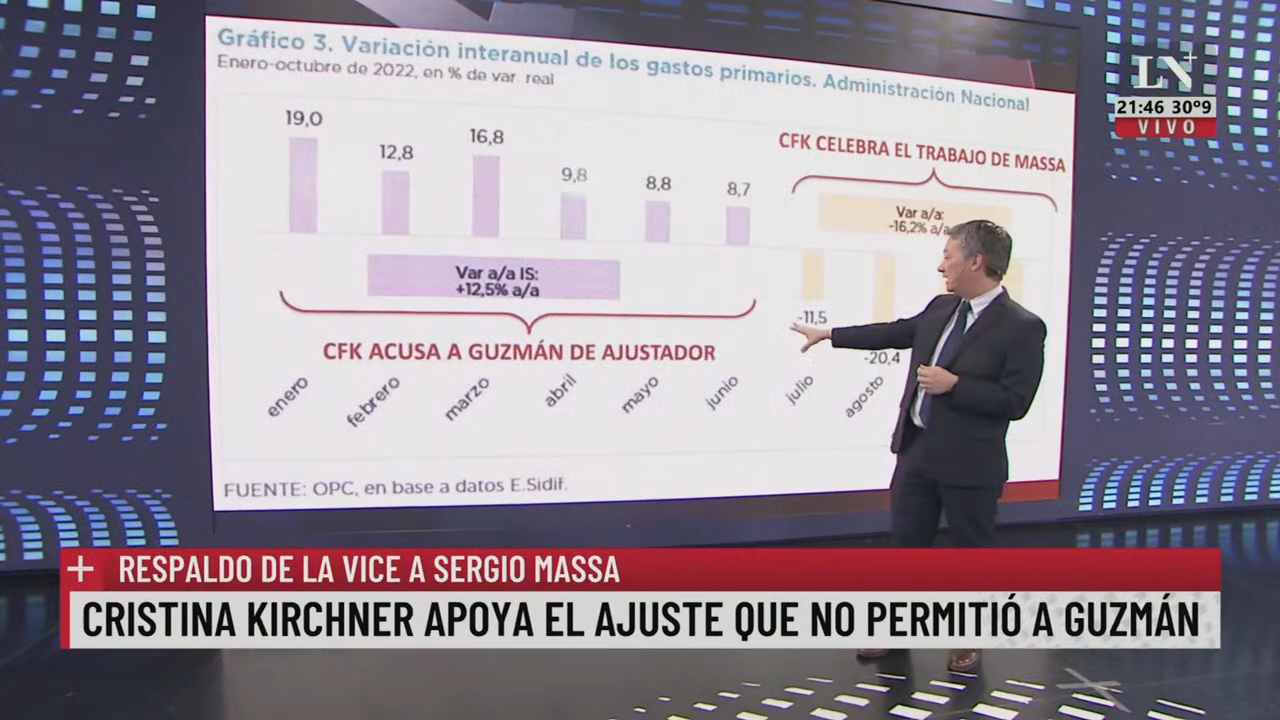 Gráfico 3. Variación interanual de los gastos primarios. Administración Nacional
Enero-octubre de 2022, en % de var. real
LN+
21:46 30º9
VIVO
19,0
12,8
16,8
9,8
8,8
8,7
CFK CELEBRA EL TRABAJO DE MASSA
Var a/a:
-16,2% a/a
Var a/a IS:
+12,5% a/a
-11,5
-20,4
CFK ACUSA A GUZMÁN DE AJUSTADOR
enero
febrero
marzo
abril
mayo
junio
julio
agosto
FUENTE: OPC, en base a datos E.Sidif.
+ RESPALDO DE LA VICE A SERGIO MASSA
CRISTINA KIRCHNER APOYA EL AJUSTE QUE NO PERMITIÓ A GUZMÁN